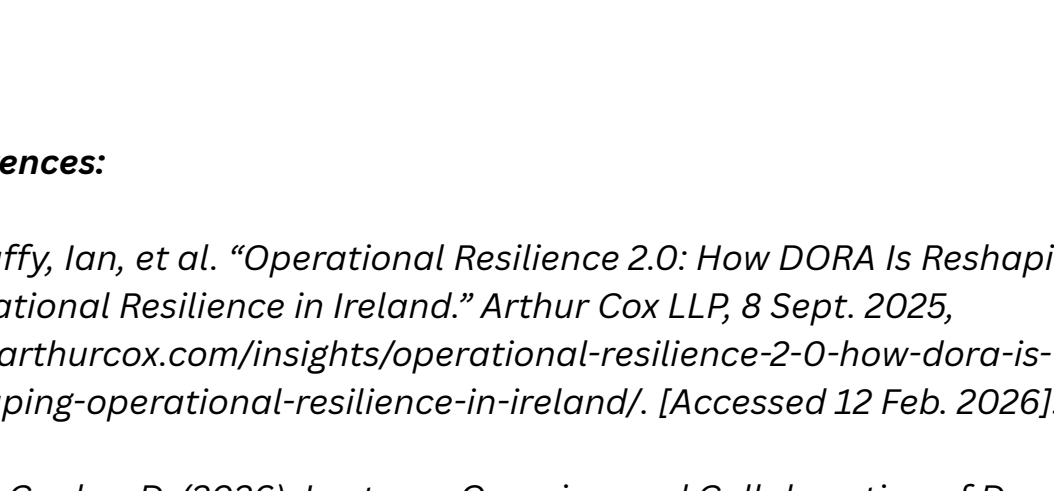 ences:
ffy, Ian, et al. “Operational Resilience 2.0: How DORA Is Reshapi
ational Resilience in Ireland.” Arthur Cox LLP, 8 Sept. 2025,
arthurcox.com/insights/operational-resilience-2-0-how-dora-is-
ping-operational-resilience-in-ireland/. [Accessed 12 Feb. 2026].